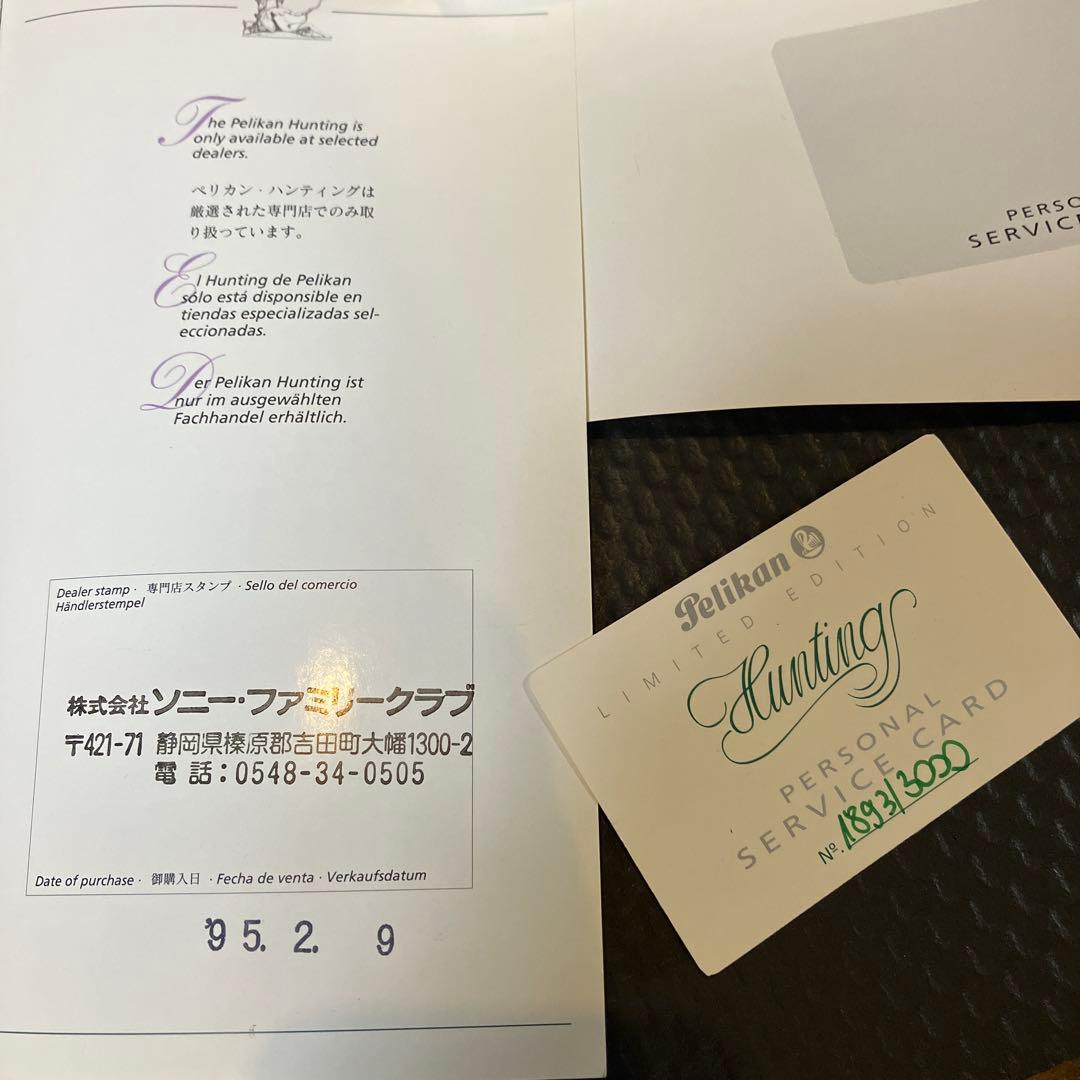 The Pelikan Hunting is
only available at selected
dealers.
ペリカン・ハンティングは
厳選された専門店でのみ取
り扱っています。
El Hunting de Pelikan
sólo está disponsible en
tiendas especializadas sel-
eccionadas.
Der Pelikan Hunting ist
nur im ausgewählten
Fachhandel erhältlich.
Dealer stamp · 専門店スタンプ · Sello del comercio
Händlerstempel
株式会社ソニー・ファミリークラブ
〒421-71 静岡県榛原郡吉田町大幡1300-2
電話:0548-34-0505
Date of purchase · 御購入日 · Fecha de venta · Verkaufsdatum
'95. 2. 9
PERSO
SERVICE
Pelikan
LIMITED EDITION
Hunting
PERSONAL
SERVICE CARD
Nº. 1893/3000